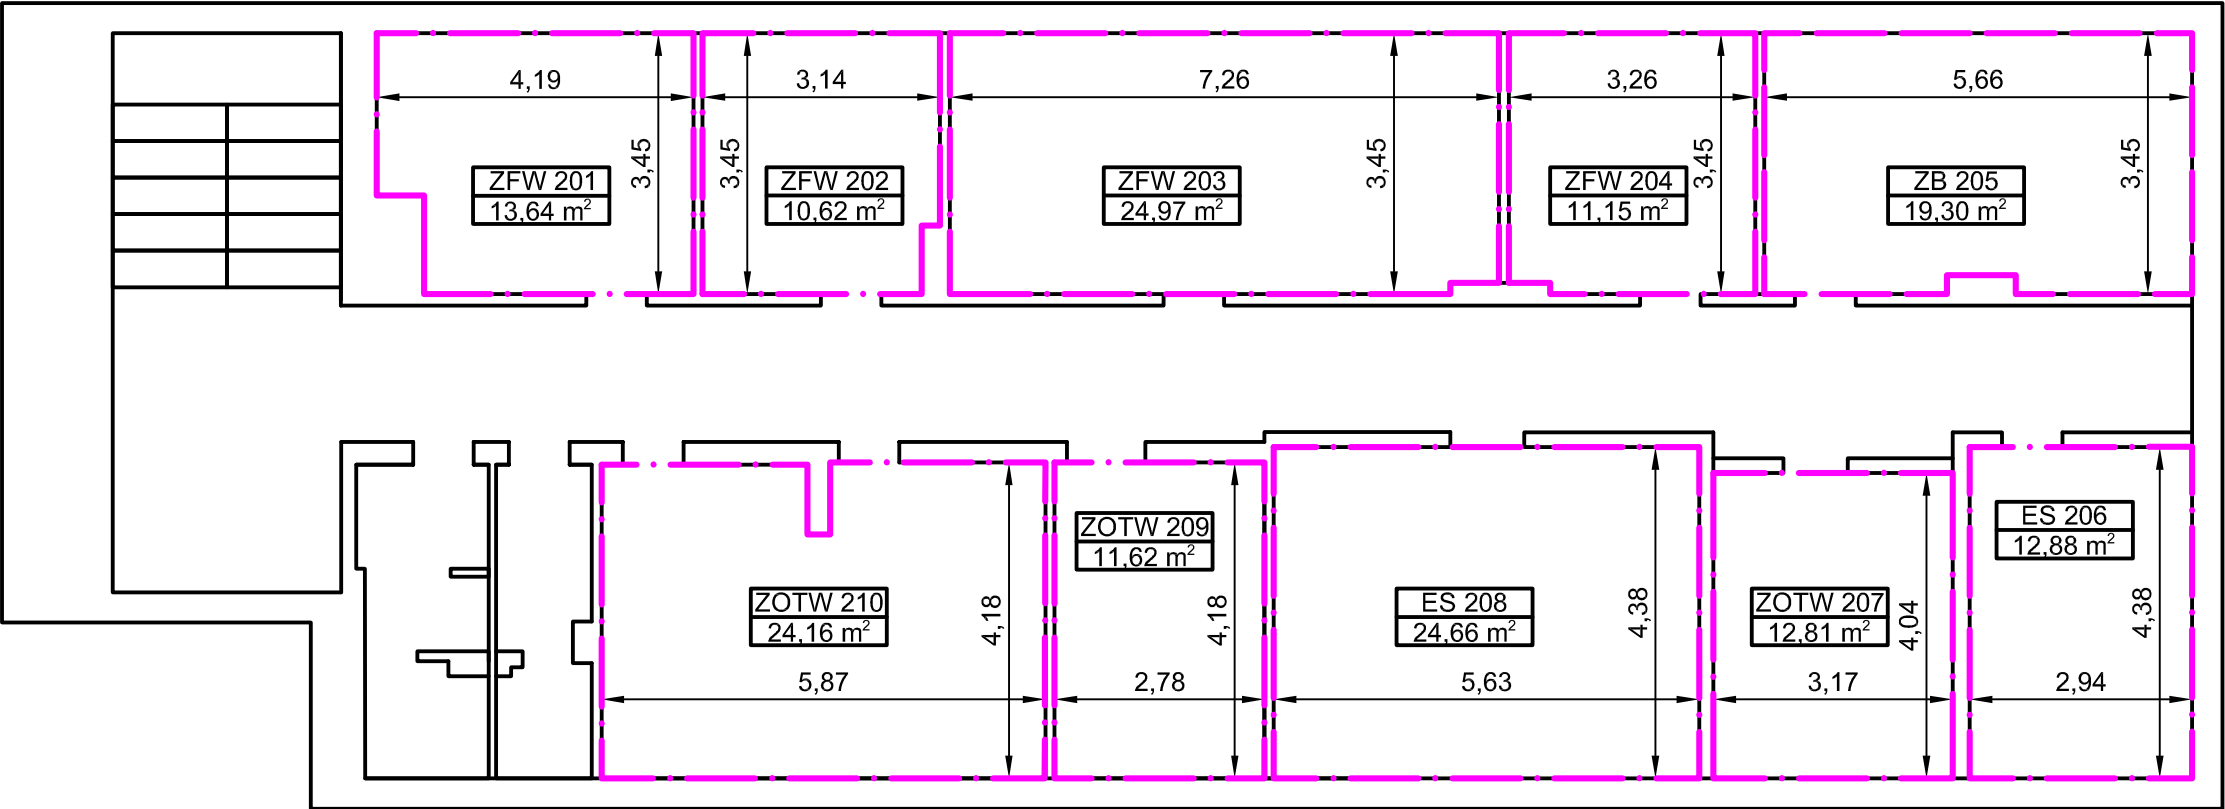 4,19
3,14
7,26
3,26
5,66
3,45
3,45
3,45
3,45
3,45
ZFW 201
13,64 m²
ZFW 202
10,62 m²
ZFW 203
24,97 m²
ZFW 204
11,15 m²
ZB 205
19,30 m²
ZOTW 210
24,16 m²
ZOTW 209
11,62 m²
ES 208
24,66 m²
ZOTW 207
12,81 m²
ES 206
12,88 m²
4,18
4,18
4,38
4,04
4,38
5,87
2,78
5,63
3,17
2,94